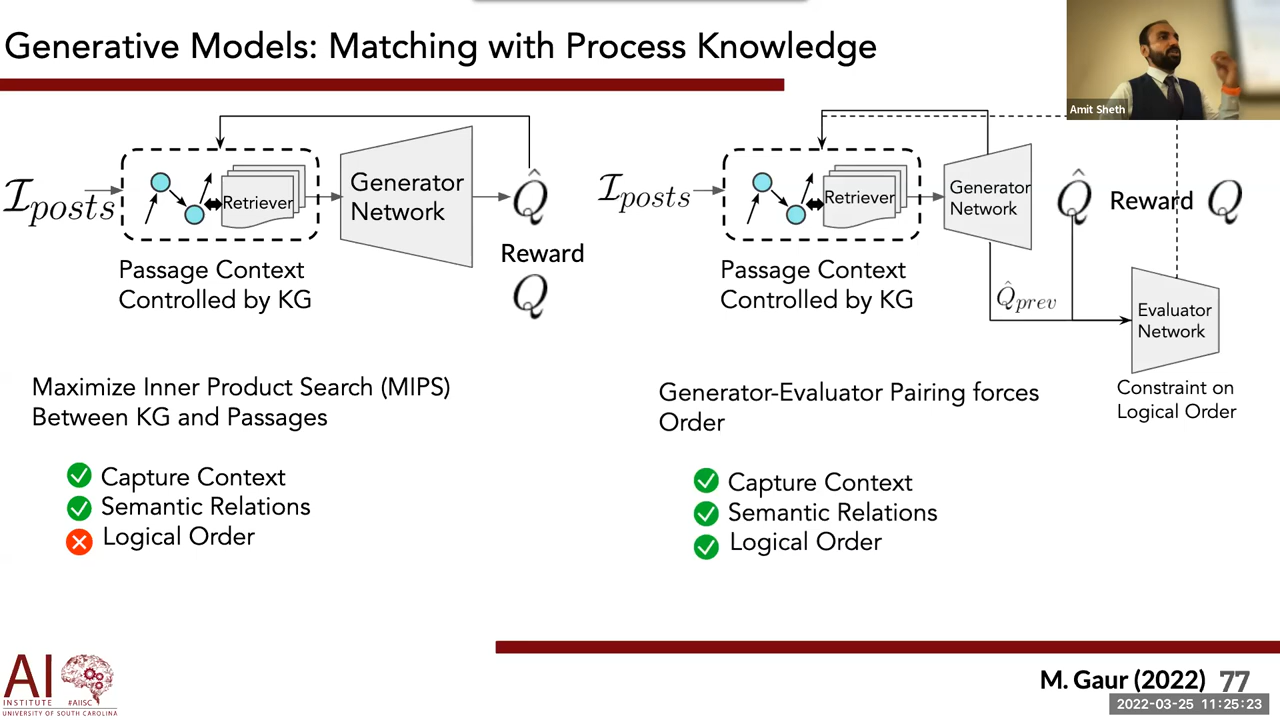 Generative Models: Matching with Process Knowledge
Amit Sheth
I_posts
Retriever
Generator
Network
Q̂
Reward
Q
Passage Context
Controlled by KG
Maximize Inner Product Search (MIPS)
Between KG and Passages
Capture Context
Semantic Relations
Logical Order
I_posts
Retriever
Generator
Network
Q̂ Reward Q
Passage Context
Controlled by KG
Q̂_prev
Evaluator
Network
Constraint on
Logical Order
Generator-Evaluator Pairing forces
Order
Capture Context
Semantic Relations
Logical Order
AI
INSTITUTE #AIISC
UNIVERSITY OF SOUTH CAROLINA
M. Gaur (2022) 77
2022-03-25 11:25:23